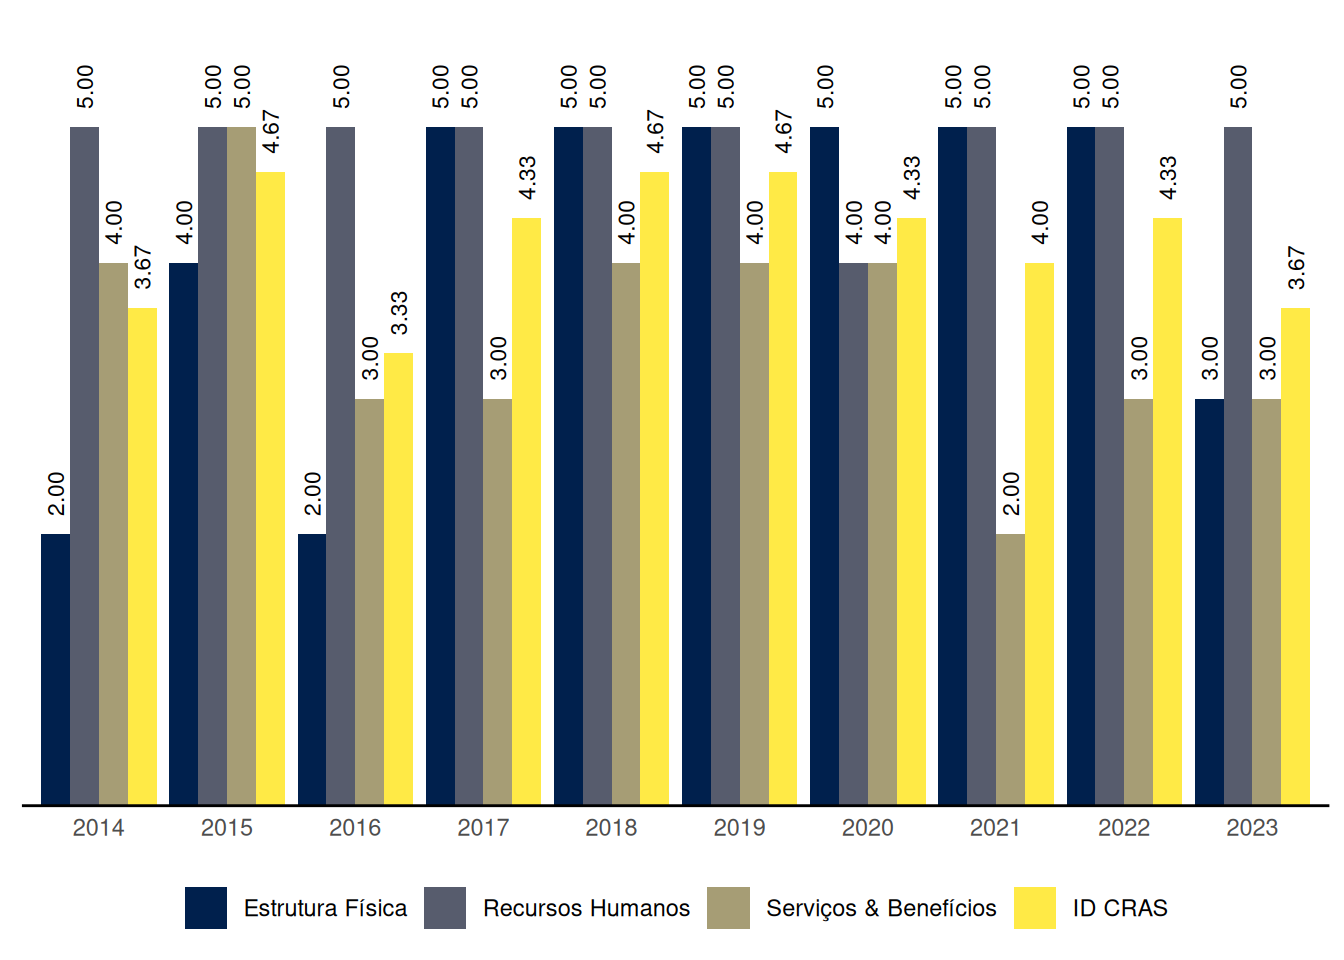 2.00 5.00 4.00 3.67
4.00 5.00 5.00 4.67
2.00 5.00 3.00 3.33
5.00 5.00 3.00 4.33
5.00 5.00 4.00 4.67
5.00 5.00 4.00 4.67
5.00 4.00 4.00 4.33
5.00 5.00 2.00 4.00
5.00 5.00 3.00 4.33
3.00 5.00 3.00 3.67
2014 2015 2016 2017 2018 2019 2020 2021 2022 2023
Estrutura Física Recursos Humanos Serviços & Benefícios ID CRAS